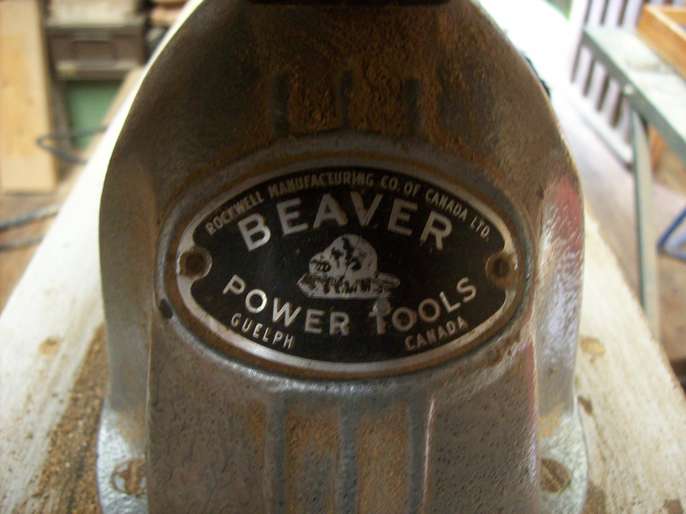 ROCKWELL MANUFACTURING CO. OF CANADA LTD.
BEAVER
POWER TOOLS
GUELPH CANADA